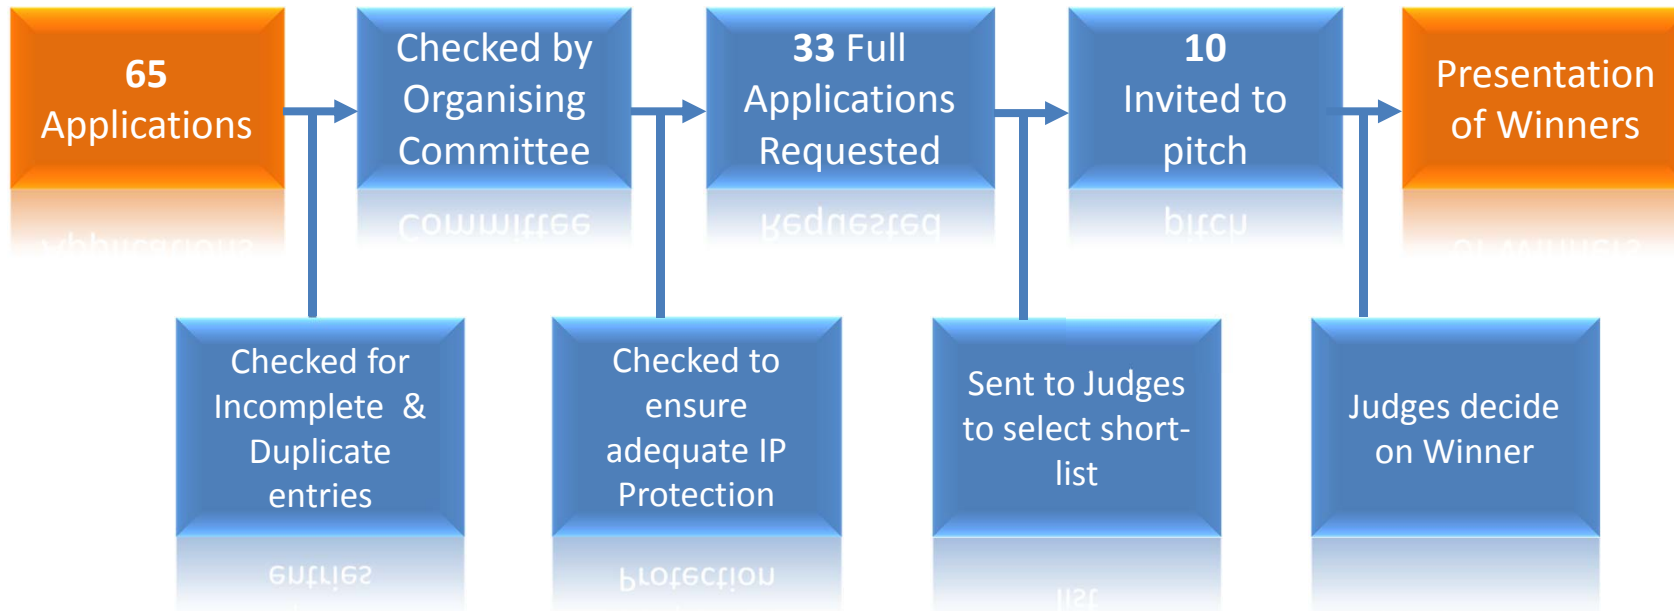 65
Applications
Checked by
Organising
Committee
33 Full
Applications
Requested
10
Invited to
pitch
Presentation
of Winners
Checked for
Incomplete & 
Duplicate
entries
Checked to
ensure
adequate IP
Protection
Sent to Judges
to select short-
list
Judges decide
on Winner